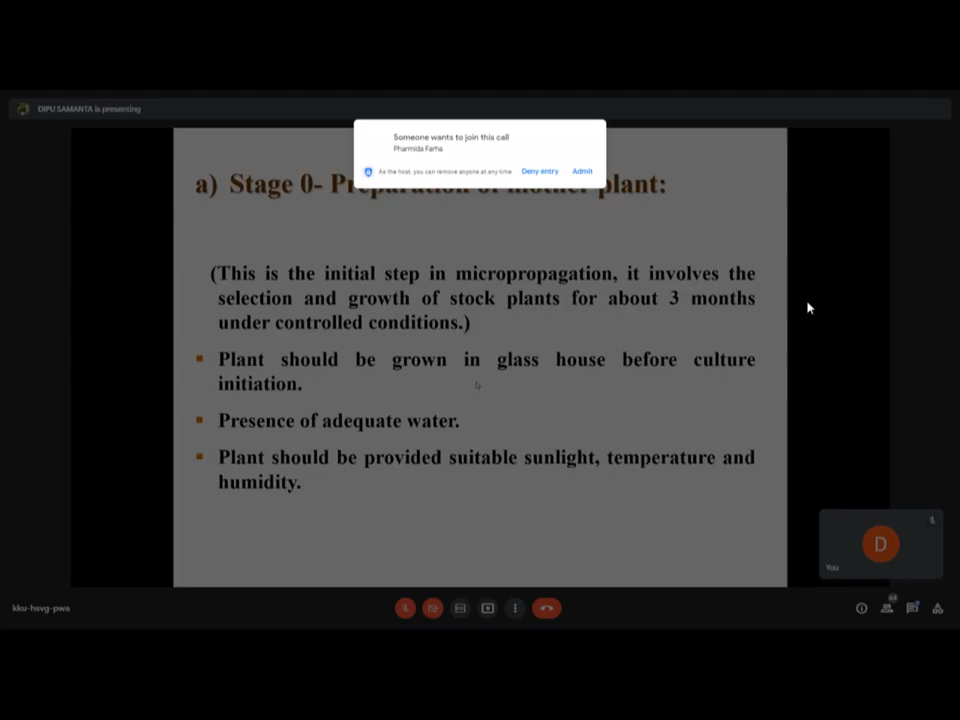 DIPU SAMANTA is presenting
Someone wants to join this call
Pharmida Farha
As the host, you can remove anyone at any time Deny entry Admit
a) Stage 0- Preparation of mother plant:
(This is the initial step in micropropagation, it involves the
selection and growth of stock plants for about 3 months
under controlled conditions.)
▪ Plant should be grown in glass house before culture
initiation.
▪ Presence of adequate water.
▪ Plant should be provided suitable sunlight, temperature and
humidity.
D
You
kku-hsvg-pwa